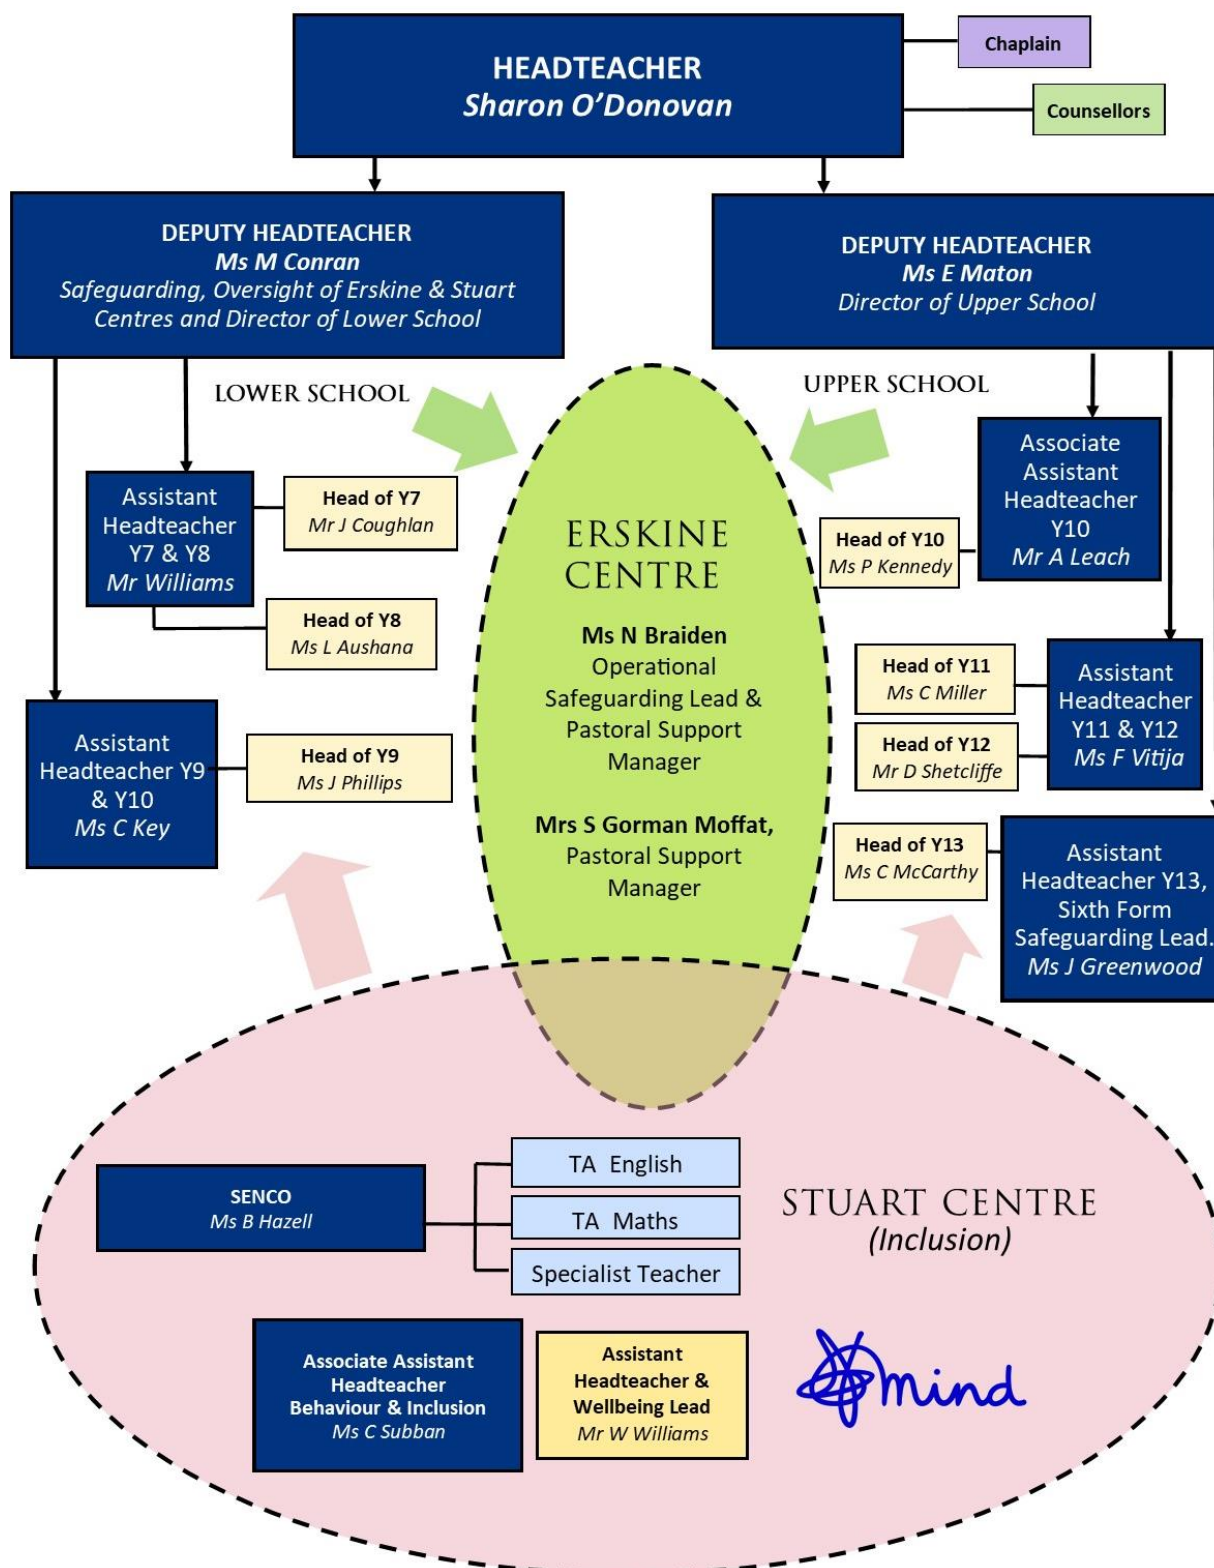 HEADTEACHER
Sharon O’Donovan
Chaplain
Counsellors
DEPUTY HEADTEACHER
Ms M Conran
Safeguarding, Oversight of Erskine & Stuart
Centres and Director of Lower School
DEPUTY HEADTEACHER
Ms E Maton
Director of Upper School
LOWER SCHOOL
UPPER SCHOOL
Assistant
Headteacher
Y7 & Y8
Mr Williams
Head of Y7
Mr J Coughlan
Head of Y8
Ms L Aushana
Assistant
Headteacher Y9
& Y10
Ms C Key
Head of Y9
Ms J Phillips
ERSKINE
CENTRE
Ms N Braiden
Operational
Safeguarding Lead &
Pastoral Support
Manager
Mrs S Gorman Moffat,
Pastoral Support
Manager
Associate
Assistant
Headteacher
Y10
Mr A Leach
Head of Y10
Ms P Kennedy
Head of Y11
Ms C Miller
Head of Y12
Mr D Shetcliffe
Assistant
Headteacher
Y11 & Y12
Ms F Vitija
Head of Y13
Ms C McCarthy
Assistant
Headteacher Y13,
Sixth Form
Safeguarding Lead.
Ms J Greenwood
SENCO
Ms B Hazell
TA English
TA Maths
Specialist Teacher
STUART CENTRE
(Inclusion)
Associate Assistant
Headteacher
Behaviour & Inclusion
Ms C Subban
Assistant
Headteacher &
Wellbeing Lead
Mr W Williams
mind